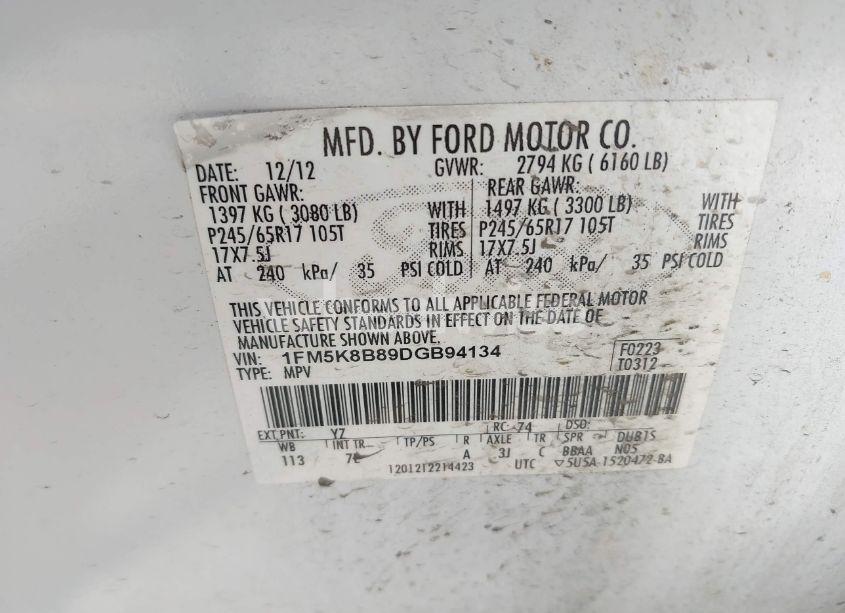 MFD. BY FORD MOTOR CO.
DATE: 12/12 GVWR: 2794 KG ( 6160 LB)
FRONT GAWR: REAR GAWR:
1397 KG ( 3080 LB) WITH 1497 KG ( 3300 LB) WITH
P245/65R17 105T TIRES P245/65R17 105T TIRES
17X7.5J RIMS 17X7.5J RIMS
AT 240 kPa/ 35 PSI COLD AT 240 kPa/ 35 PSI COLD
THIS VEHICLE CONFORMS TO ALL APPLICABLE FEDERAL MOTOR
VEHICLE SAFETY STANDARDS IN EFFECT ON THE DATE OF
MANUFACTURE SHOWN ABOVE.
VIN: 1FM5K8B89DGB94134 F0223
TYPE: MPV T0312
EXT PNT: YZ RC: 74 DSO:
WB INT TR TP/PS R AXLE TR SPR DUB1S
113 A 3J C BBAA N05
1201212214423 UTC ▽5USA-1520472-BA